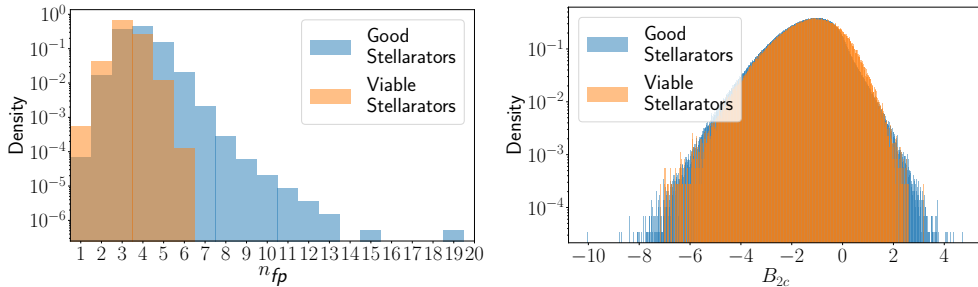 Good
Stellarators
Viable
Stellarators
Density
10^0
10^-1
10^-2
10^-3
10^-4
10^-5
10^-6
1 2 3 4 5 6 7 8 9 10 11 12 13 14 15 16 17 18 19 20
n_fp
Good
Stellarators
Viable
Stellarators
Density
10^-1
10^-2
10^-3
10^-4
−10 −8 −6 −4 −2 0 2 4
B_2c